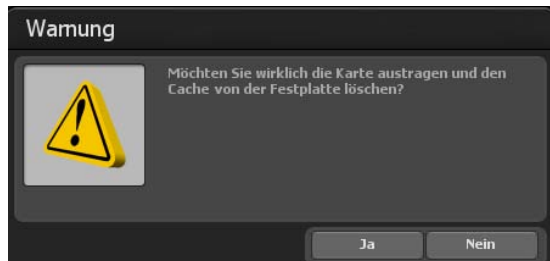 Warnung
Möchten Sie wirklich die Karte austragen und den
Cache von der Festplatte löschen?
Ja
Nein